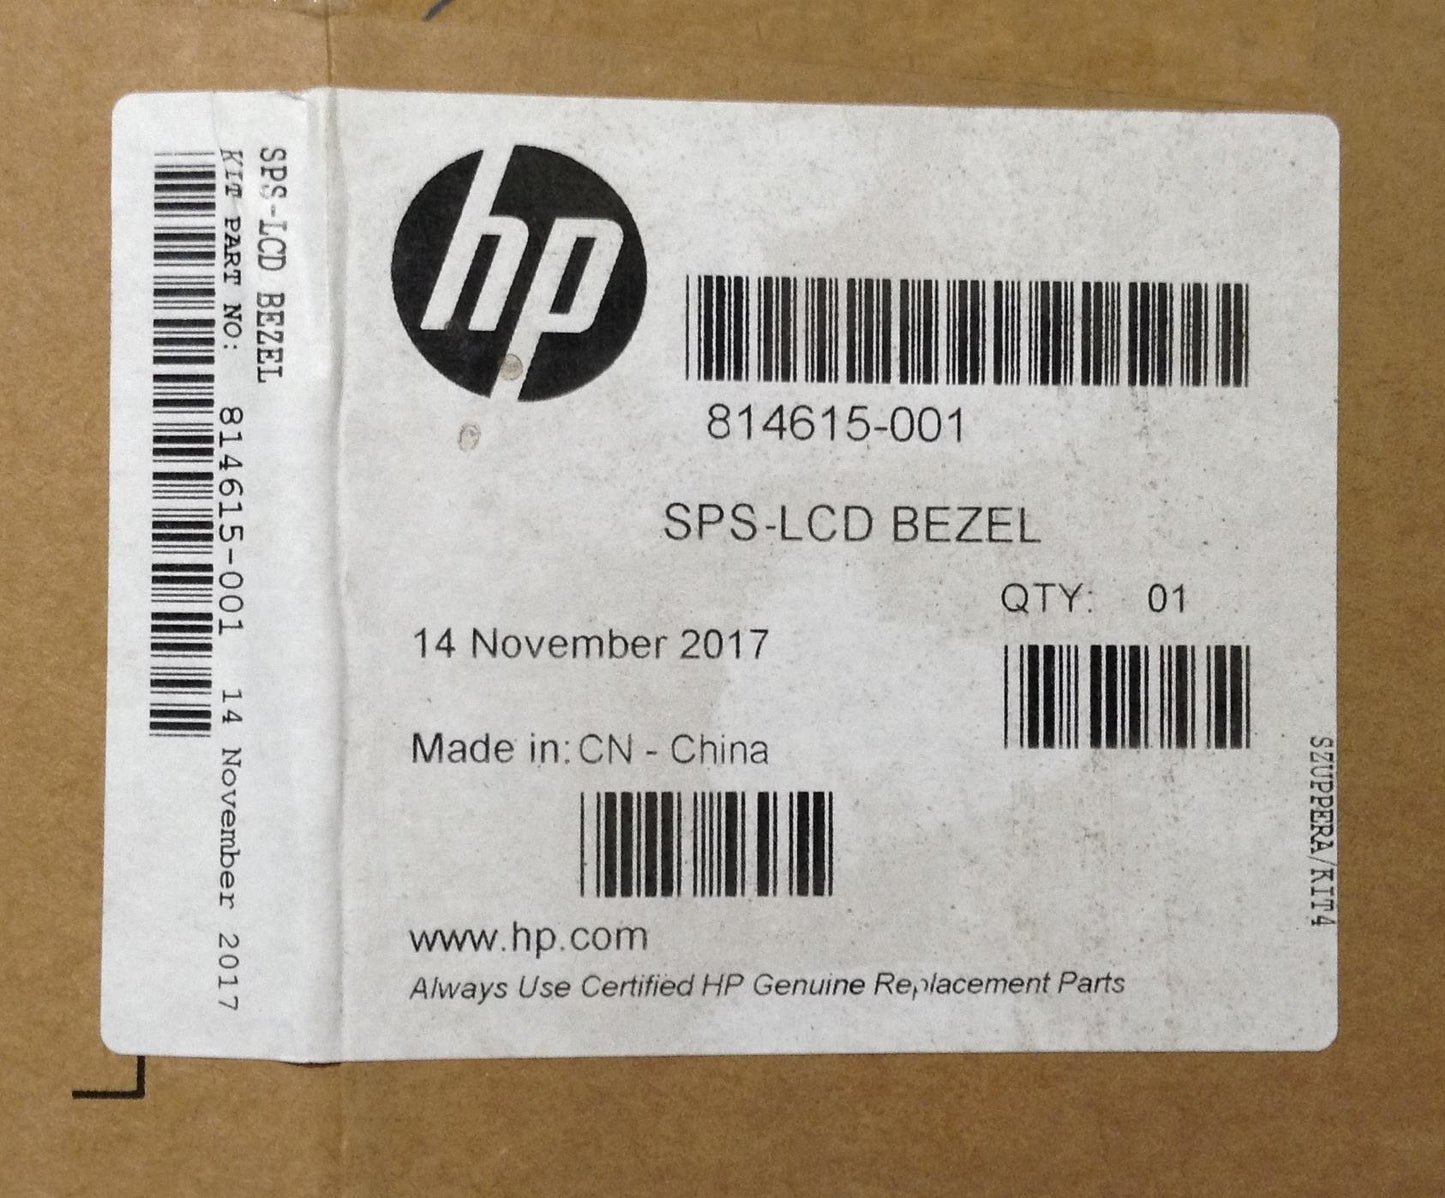 SPS-LCD BEZEL
KIT PART NO: 814615-001 14 November 2017
hp
814615-001
SPS-LCD BEZEL
QTY: 01
14 November 2017
Made in: CN - China
www.hp.com
Always Use Certified HP Genuine Replacement Parts
SZUPPERA/KIT4